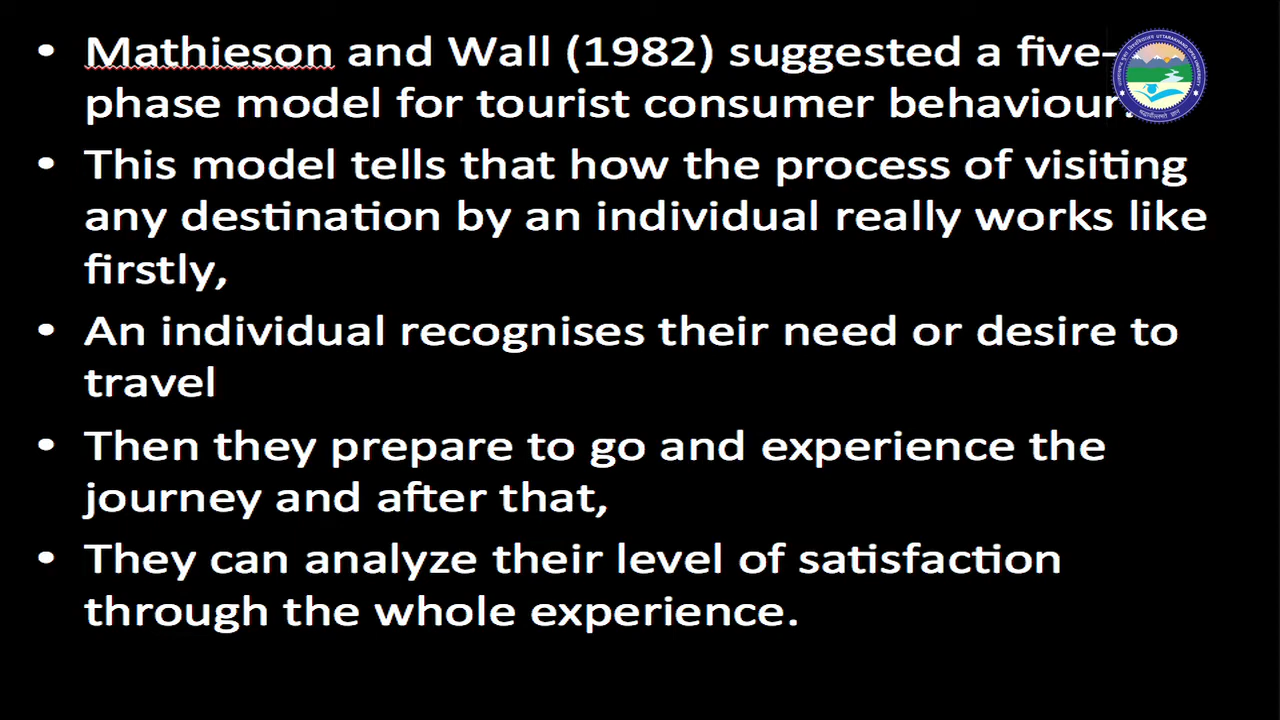 • Mathieson and Wall (1982) suggested a five-
phase model for tourist consumer behaviour.
• This model tells that how the process of visiting
any destination by an individual really works like
firstly,
• An individual recognises their need or desire to
travel
• Then they prepare to go and experience the
journey and after that,
• They can analyze their level of satisfaction
through the whole experience.